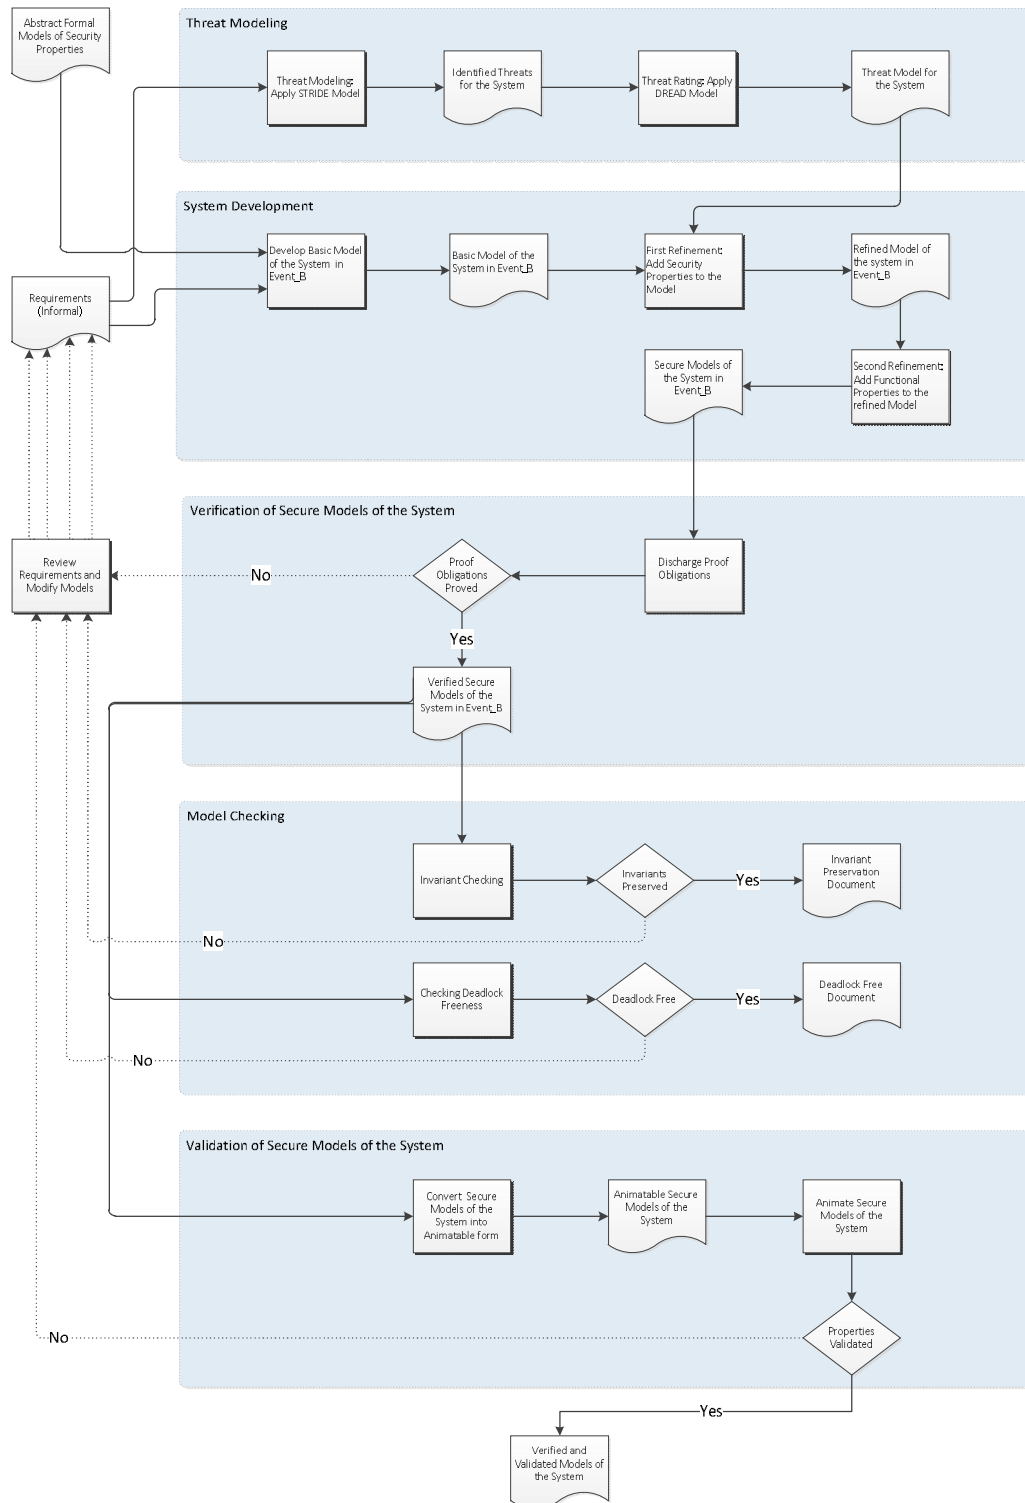 Abstract Formal
Models of Security
Properties
Threat Modeling
Threat Modeling:
Apply STRIDE Model
Identified Threats
for the System
Threat Rating: Apply
DREAD Model
Threat Model for
the System
System Development
Develop Basic Model
of the System in
Event_B
Basic Model of the
System in Event_B
First Refinement:
Add Security
Properties to the
Model
Refined Model of
the system in
Event_B
Requirements
(Informal)
Secure Models of
the System in
Event_B
Second Refinement:
Add Functional
Properties to the
refined Model
Verification of Secure Models of the System
Review
Requirements and
Modify Models
No
Proof
Obligations
Proved
Discharge Proof
Obligations
Yes
Verified Secure
Models of the
System in Event_B
Model Checking
Invariant Checking
Invariants
Preserved
Yes
Invariant
Preservation
Document
No
Checking Deadlock
Freeness
Deadlock Free
Yes
Deadlock Free
Document
No
Validation of Secure Models of the System
Convert Secure
Models of the
System into
Animatable form
Animatable Secure
Models of the
System
Animate Secure
Models of the
System
No
Properties
Validated
Yes
Verified and
Validated Models of
the System